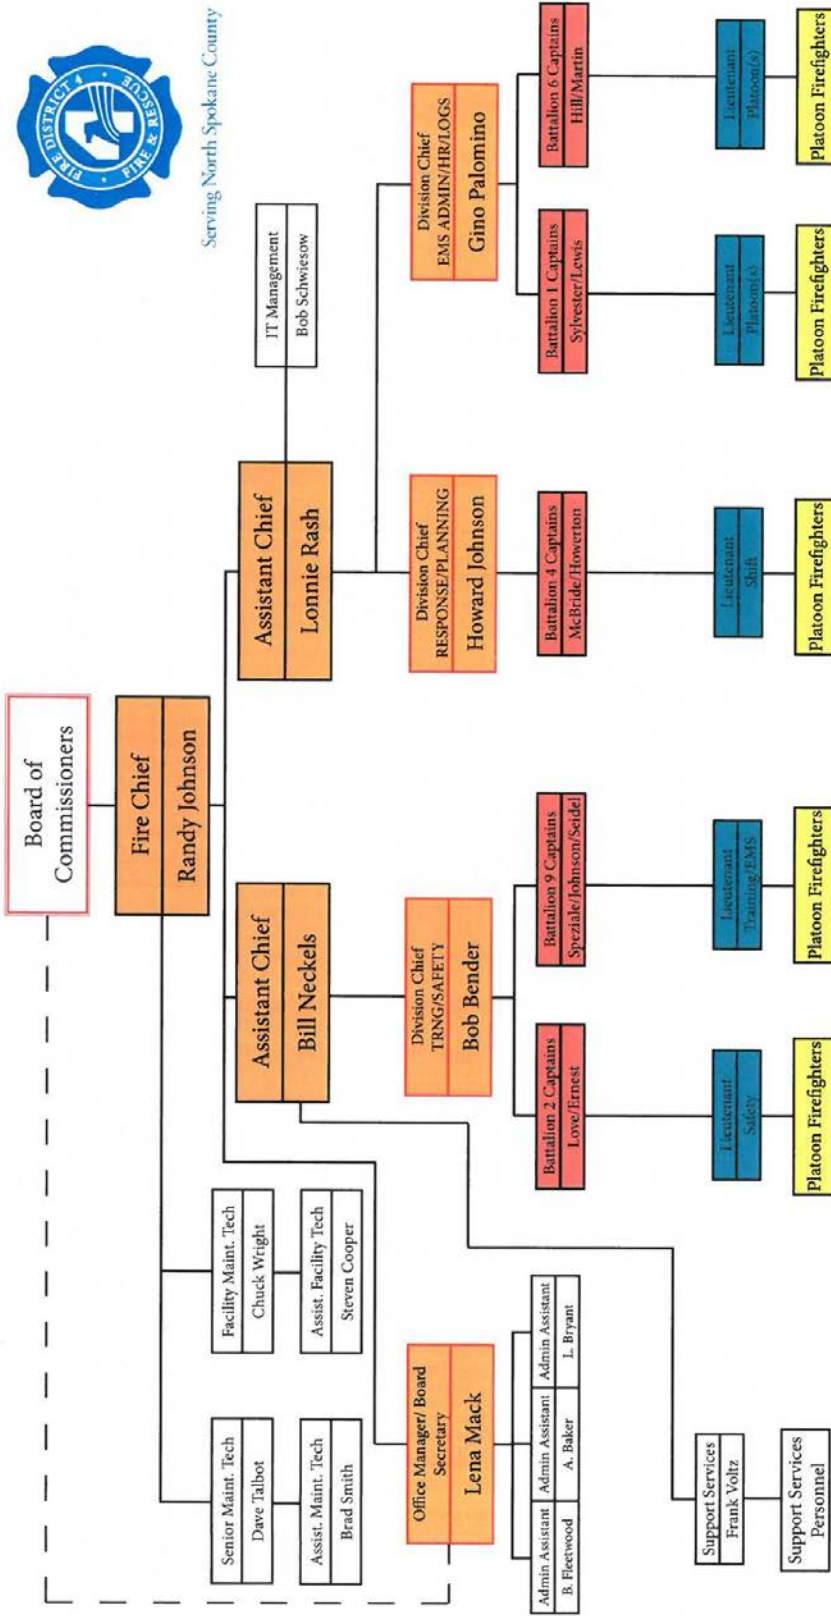 FIRE DISTRICT 4
FIRE & RESCUE
Serving North Spokane County
Board of
Commissioners
Fire Chief
Randy Johnson
Assistant Chief
Bill Neckels
Assistant Chief
Lonnie Rash
IT Management
Bob Schwiesow
Senior Maint. Tech
Dave Talbot
Assist. Maint. Tech
Brad Smith
Facility Maint. Tech
Chuck Wright
Assist. Facility Tech
Steven Cooper
Office Manager/ Board
Secretary
Lena Mack
Admin Assistant
B. Fleetwood
Admin Assistant
A. Baker
Admin Assistant
L. Bryant
Support Services
Frank Voltz
Support Services
Personnel
Division Chief
TRNG/SAFETY
Bob Bender
Division Chief
RESPONSE/PLANNING
Howard Johnson
Division Chief
EMS ADMIN/HR/LOGS
Gino Palomino
Battalion 2 Captains
Love/Ernest
Battalion 9 Captains
Speziale/Johnson/Seidel
Battalion 4 Captains
McBride/Howerton
Battalion 1 Captains
Sylvester/Lewis
Battalion 6 Captains
Hill/Martin
Lieutenant
Safety
Lieutenant
Training/EMS
Lieutenant
Shift
Lieutenant
Platoon(s)
Lieutenant
Platoon(s)
Platoon Firefighters
Platoon Firefighters
Platoon Firefighters
Platoon Firefighters
Platoon Firefighters